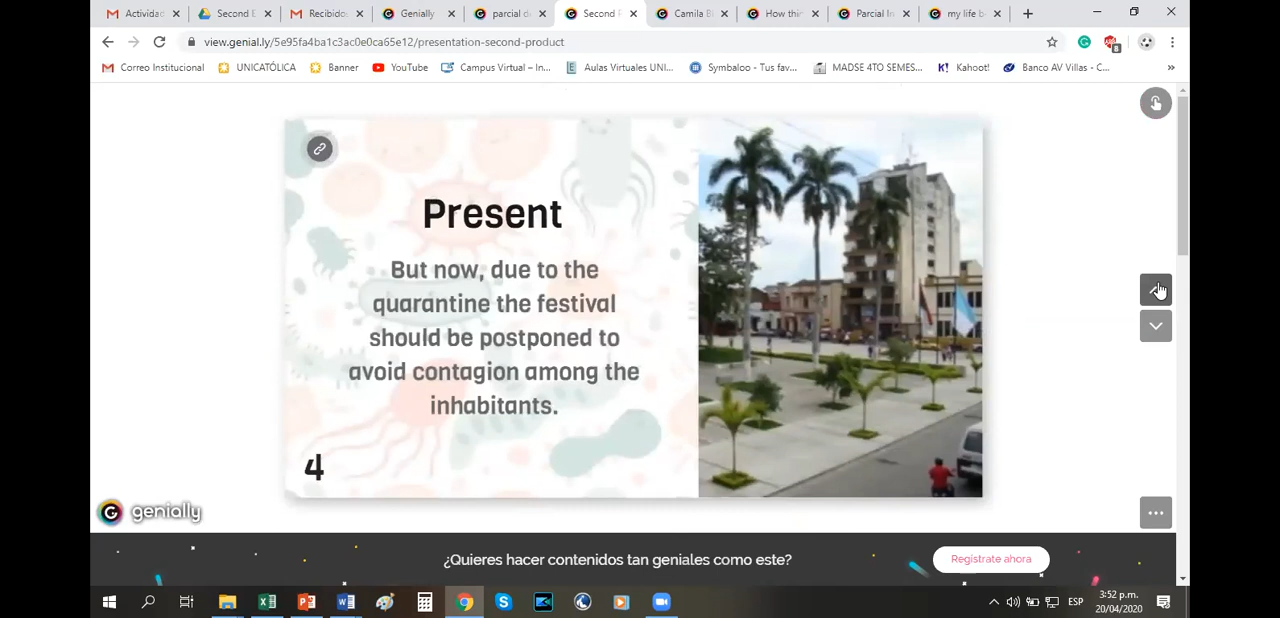 Actividad
Second E
Recibidos
Genially
parcial d
Second P
Camila B
How thi
Parcial In
my life b
view.genial.ly/5e95fa4ba1c3ac0e0ca65e12/presentation-second-product
8
Correo Institucional
UNICATÓLICA
Banner
YouTube
Campus Virtual – In...
Aulas Virtuales UNI...
Symbaloo - Tus fav...
MADSE 4TO SEMES...
Kahoot!
Banco AV Villas - C...
»
Present
But now, due to the
quarantine the festival
should be postponed to
avoid contagion among the
inhabitants.
4
genially
¿Quieres hacer contenidos tan geniales como este?
Regístrate ahora
ESP
3:52 p.m.
20/04/2020